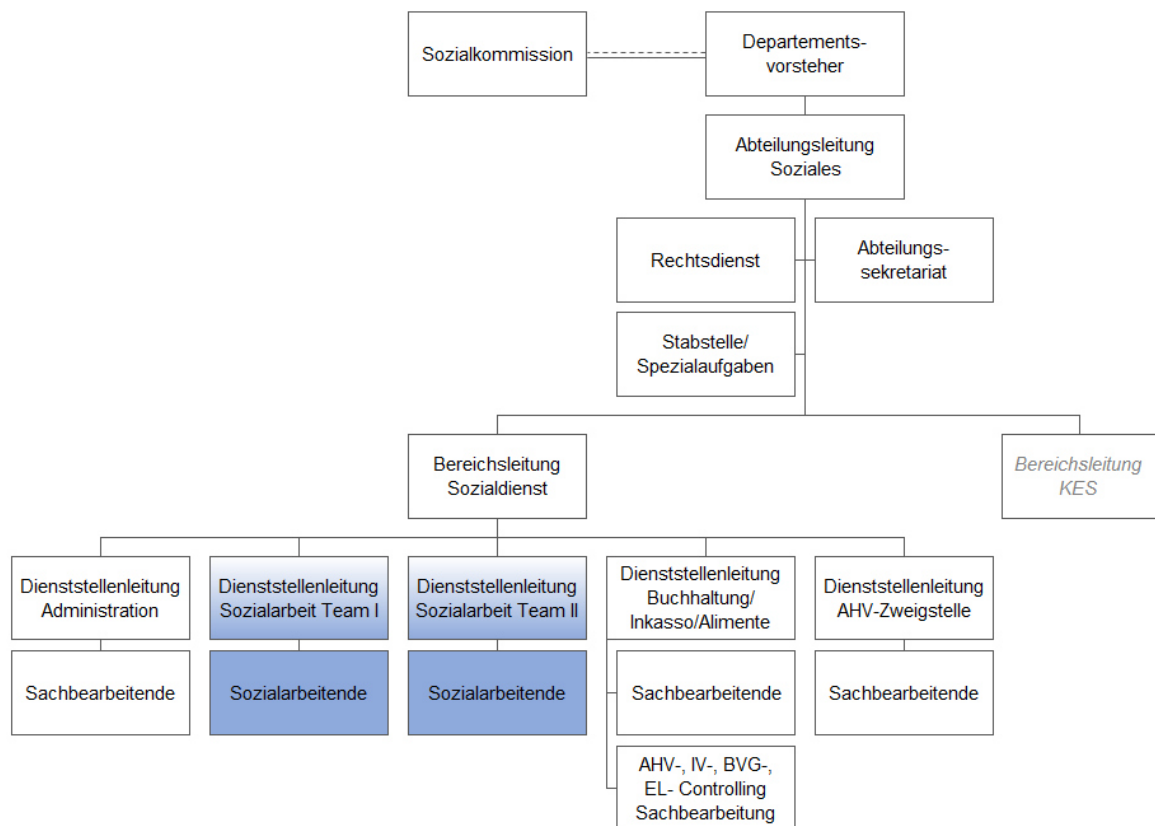 Sozialkommission
Departements-
vorsteher
Abteilungsleitung
Soziales
Rechtsdienst
Abteilungs-
sekretariat
Stabstelle/
Spezialaufgaben
Bereichsleitung
Sozialdienst
Bereichsleitung
KES
Dienststellenleitung
Administration
Dienststellenleitung
Sozialarbeit Team I
Dienststellenleitung
Sozialarbeit Team II
Dienststellenleitung
Buchhaltung/
Inkasso/Alimente
Dienststellenleitung
AHV-Zweigstelle
Sachbearbeitende
Sozialarbeitende
Sozialarbeitende
Sachbearbeitende
Sachbearbeitende
AHV-, IV-, BVG-,
EL- Controlling
Sachbearbeitung